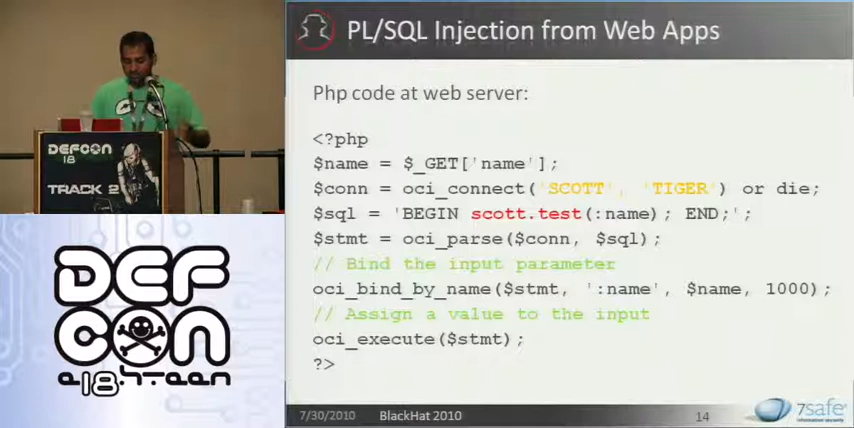 PL/SQL Injection from Web Apps
Php code at web server:
<?php
$name = $_GET['name'];
$conn = oci_connect('SCOTT', 'TIGER') or die;
$sql = 'BEGIN scott.test(:name); END;';
$stmt = oci_parse($conn, $sql);
// Bind the input parameter
oci_bind_by_name($stmt, ':name', $name, 1000);
// Assign a value to the input
oci_execute($stmt);
?>
7/30/2010 BlackHat 2010 14
7safe
information security
DEFCON
18
TRACK 2
DEF
CON
e18hteen